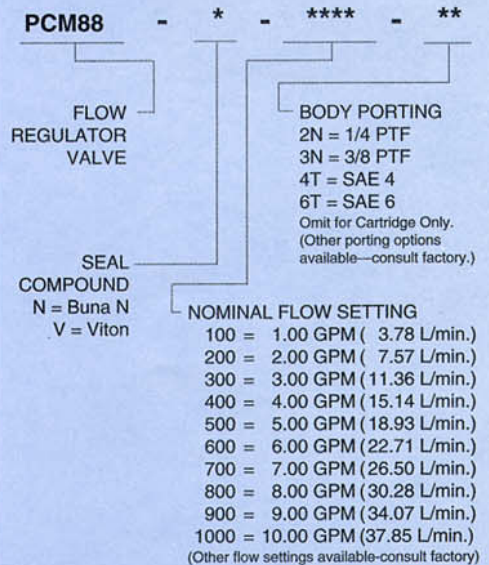 PCM88 - * - **** - **
FLOW
REGULATOR
VALVE
BODY PORTING
2N = 1/4 PTF
3N = 3/8 PTF
4T = SAE 4
6T = SAE 6
Omit for Cartridge Only.
(Other porting options
available—consult factory.)
SEAL
COMPOUND
N = Buna N
V = Viton
NOMINAL FLOW SETTING
100 = 1.00 GPM ( 3.78 L/min.)
200 = 2.00 GPM ( 7.57 L/min.)
300 = 3.00 GPM (11.36 L/min.)
400 = 4.00 GPM (15.14 L/min.)
500 = 5.00 GPM (18.93 L/min.)
600 = 6.00 GPM (22.71 L/min.)
700 = 7.00 GPM (26.50 L/min.)
800 = 8.00 GPM (30.28 L/min.)
900 = 9.00 GPM (34.07 L/min.)
1000 = 10.00 GPM (37.85 L/min.)
(Other flow settings available-consult factory)